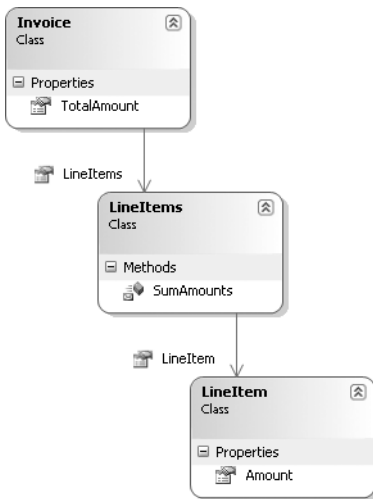 Invoice
Class
Properties
TotalAmount
LineItems
LineItems
Class
Methods
SumAmounts
LineItem
LineItem
Class
Properties
Amount